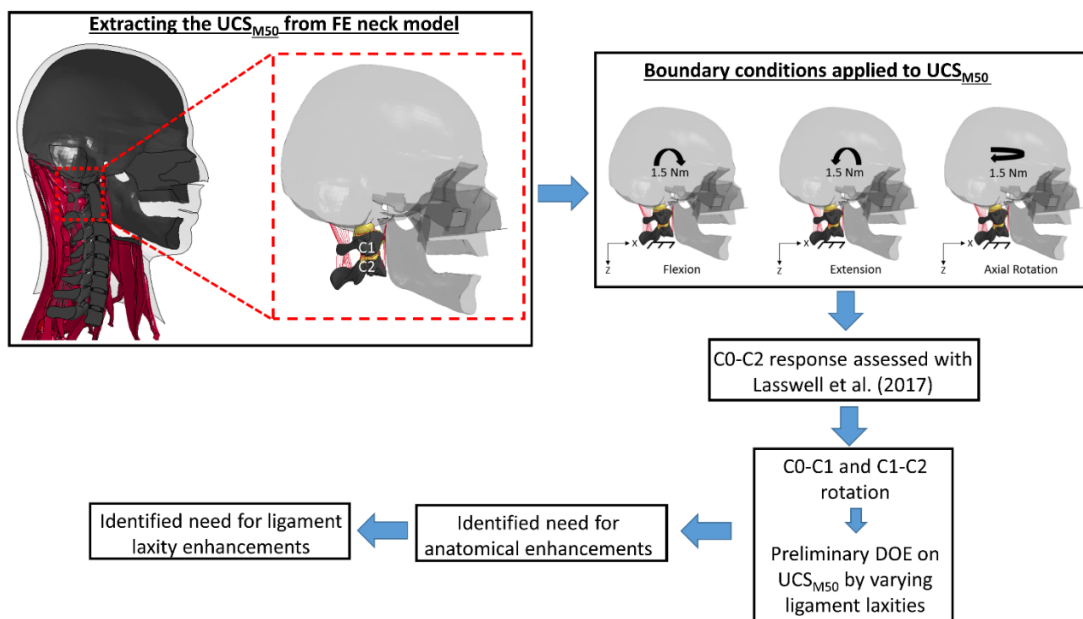 Extracting the UCSM50 from FE neck model
C1
C2
Boundary conditions applied to UCSM50
1.5 Nm
X
Z
Flexion
1.5 Nm
X
Z
Extension
1.5 Nm
X
Z
Axial Rotation
C0-C2 response assessed with
Lasswell et al. (2017)
C0-C1 and C1-C2
rotation
Preliminary DOE on
UCSM50 by varying
ligament laxities
Identified need for
anatomical enhancements
Identified need for ligament
laxity enhancements